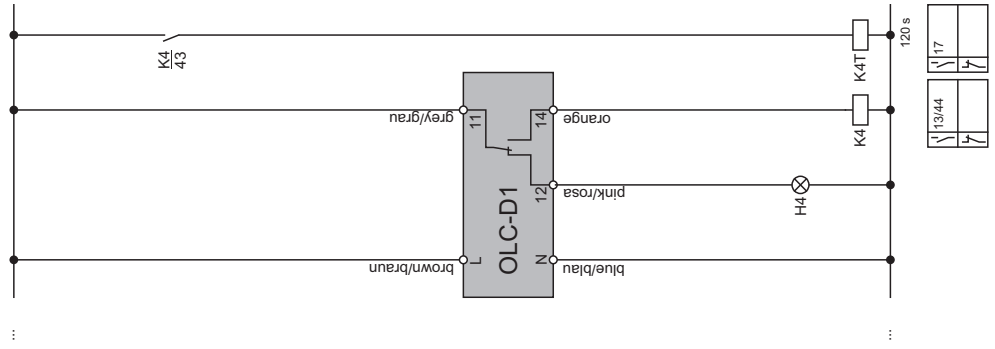 K4
43
K4T
120 s
17
grey/grau
11
14
orange
K4
13/44
12
pink/rosa
H4
OLC-D1
brown/braun
L
N
blue/blau
...
...